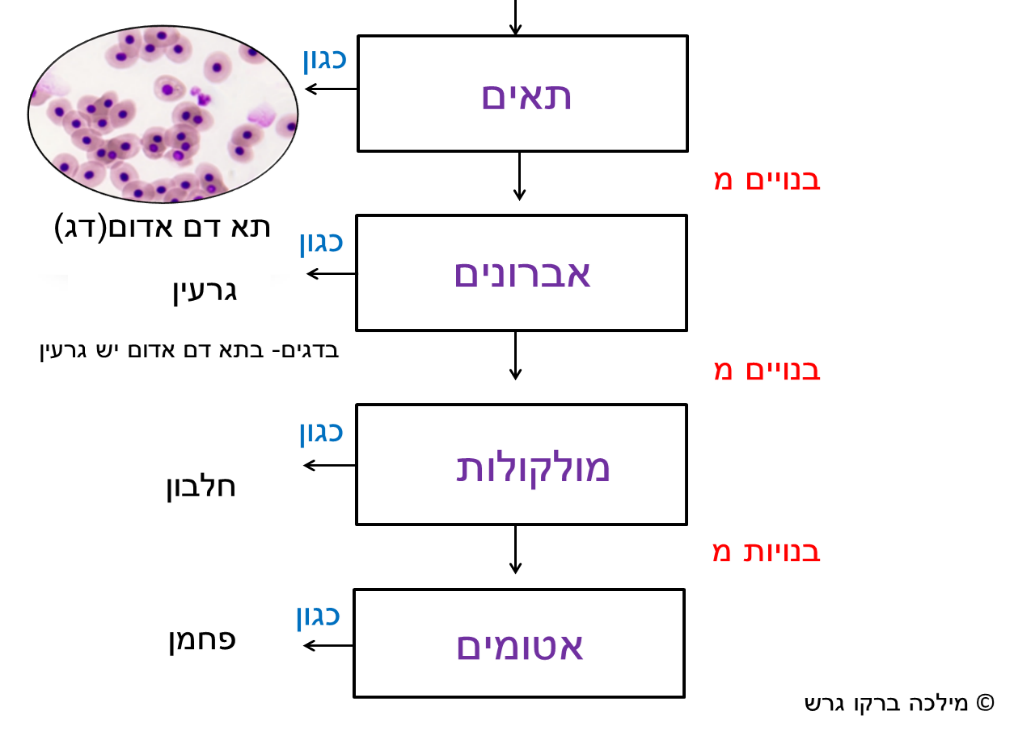 כגון
תאים
בנויים מ
תא דם אדום(דג)
כגון
אברונים
גרעין
בדגים- בתא דם אדום יש גרעין
בנויים מ
כגון
מולקולות
חלבון
בנויות מ
כגון
אטומים
פחמן
© מילכה ברקו גרש